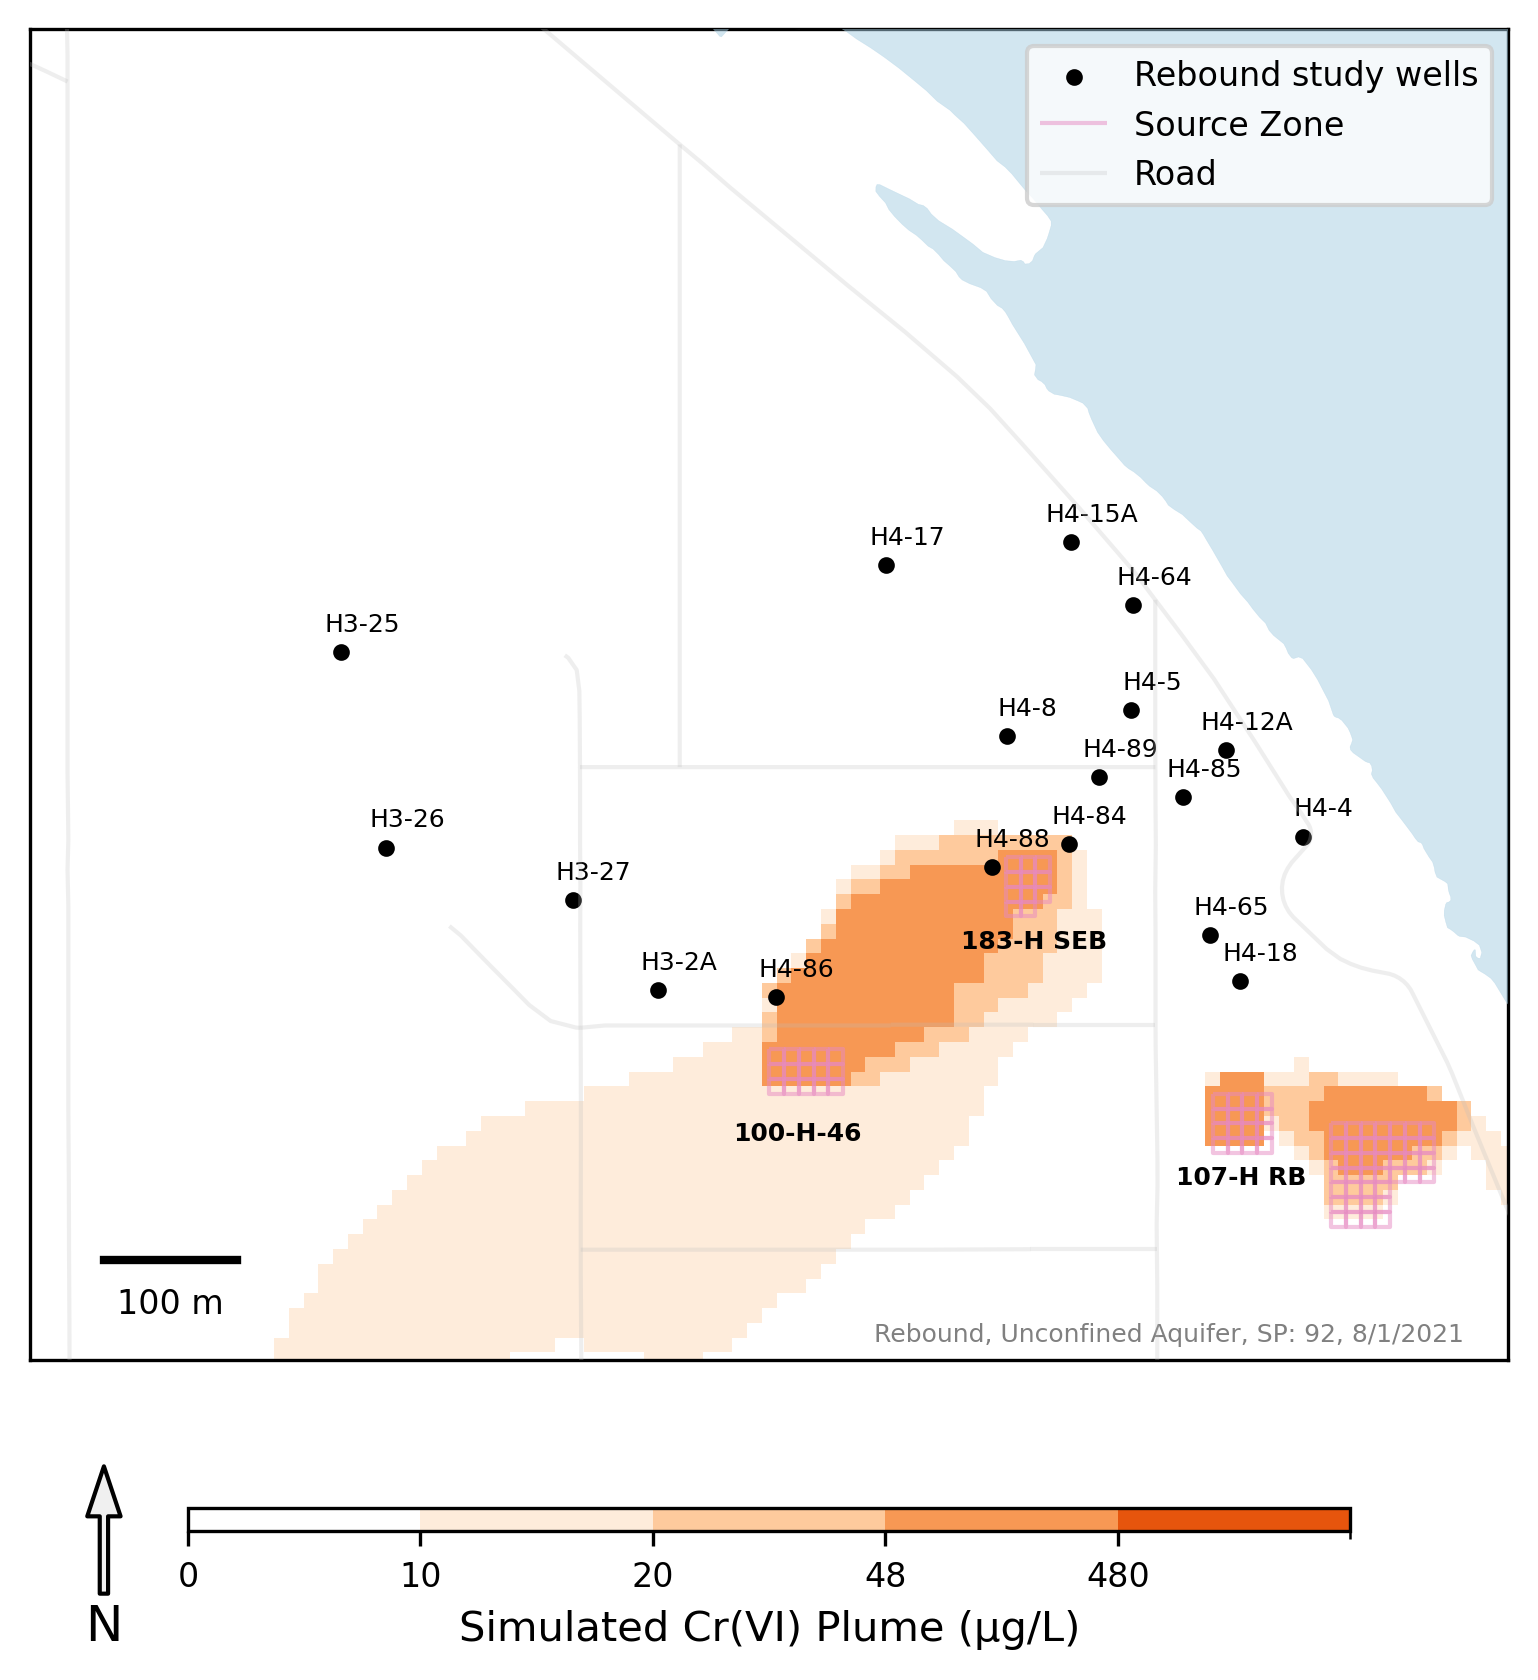 Rebound study wells
Source Zone
Road
H4-15A
H4-17
H4-64
H3-25
H4-5
H4-8
H4-12A
H4-89
H4-85
H4-4
H3-26
H4-84
H4-88
H3-27
H4-65
183-H SEB
H4-18
H3-2A
H4-86
100-H-46
107-H RB
100 m
Rebound, Unconfined Aquifer, SP: 92, 8/1/2021
0 10 20 48 480
N
Simulated Cr(VI) Plume (μg/L)